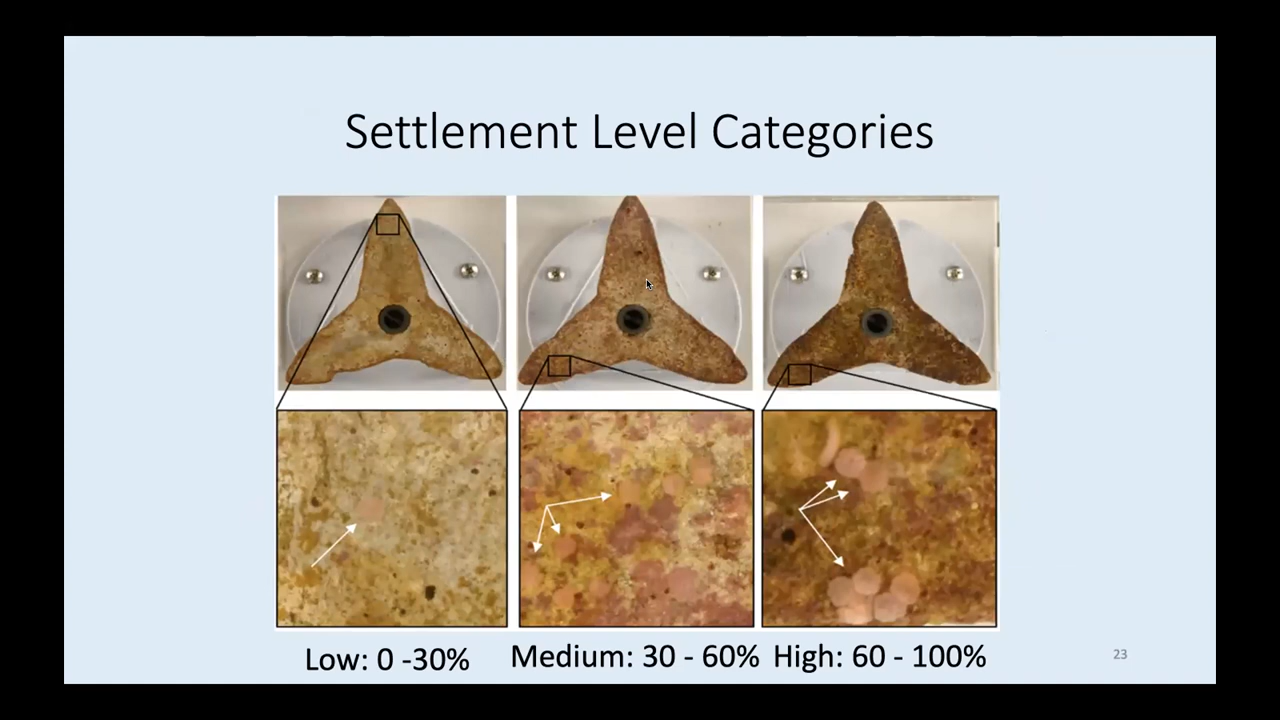 Settlement Level Categories
Low: 0 -30%
Medium: 30 - 60%
High: 60 - 100%
23